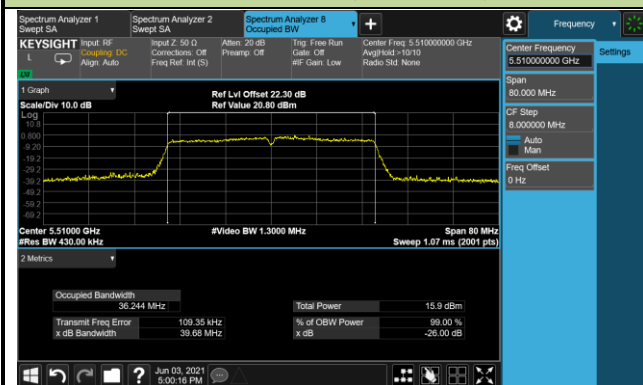 Spectrum Analyzer 1
Swept SA
Spectrum Analyzer 2
Swept SA
Spectrum Analyzer 8
Occupied BW
+
Frequency
KEYSIGHT
L
Input: RF
Coupling: DC
Align: Auto
Input Z: 50 Ω
Corrections: Off
Freq Ref: Int (S)
Atten: 20 dB
Preamp: Off
Trig: Free Run
Gate: Off
#IF Gain: Low
Center Freq: 5.510000000 GHz
Avg|Hold:>10/10
Radio Std: None
Center Frequency
5.510000000 GHz
Settings
Span
80.000 MHz
CF Step
8.000000 MHz
Auto
Man
Freq Offset
0 Hz
1 Graph
Scale/Div 10.0 dB
Ref Lvl Offset 22.30 dB
Ref Value 20.80 dBm
Log
10.8
0.800
-9.20
-19.2
-29.2
-39.2
-49.2
-59.2
-69.2
Center 5.51000 GHz
#Video BW 1.3000 MHz
Span 80 MHz
#Res BW 430.00 kHz
Sweep 1.07 ms (2001 pts)
2 Metrics
Occupied Bandwidth
36.244 MHz
Total Power 15.9 dBm
Transmit Freq Error 109.35 kHz
% of OBW Power 99.00 %
x dB Bandwidth 39.68 MHz
x dB -26.00 dB
?
Jun 03, 2021
5:00:16 PM